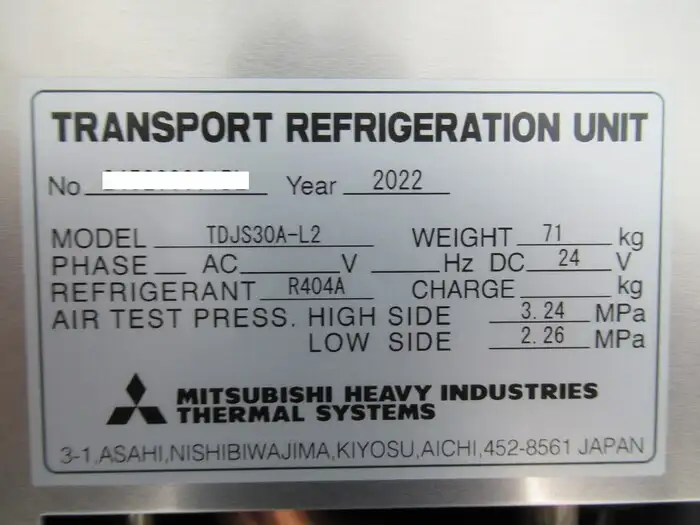 TRANSPORT REFRIGERATION UNIT
No Year 2022
MODEL TDJS30A-L2 WEIGHT 71 kg
PHASE AC V Hz DC 24 V
REFRIGERANT R404A CHARGE kg
AIR TEST PRESS. HIGH SIDE 3.24 MPa
LOW SIDE 2.26 MPa
MITSUBISHI HEAVY INDUSTRIES
THERMAL SYSTEMS
3-1,ASAHI,NISHIBIWAJIMA,KIYOSU,AICHI,452-8561 JAPAN